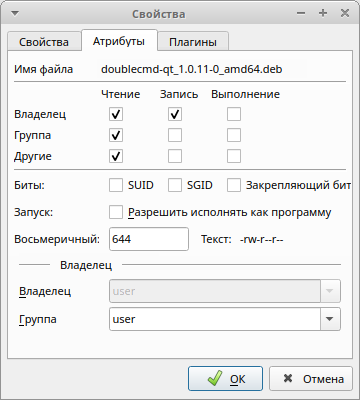 Свойства
Свойства Атрибуты Плагины
Имя файла doublecmd-qt_1.0.11-0_amd64.deb
Чтение Запись Выполнение
Владелец
Группа
Другие
Биты: SUID SGID Закрепляющий бит
Запуск: Разрешить исполнять как программу
Восьмеричный: 644 Текст: -rw-r--r--
Владелец
Владелец user
Группа user
OK Отмена